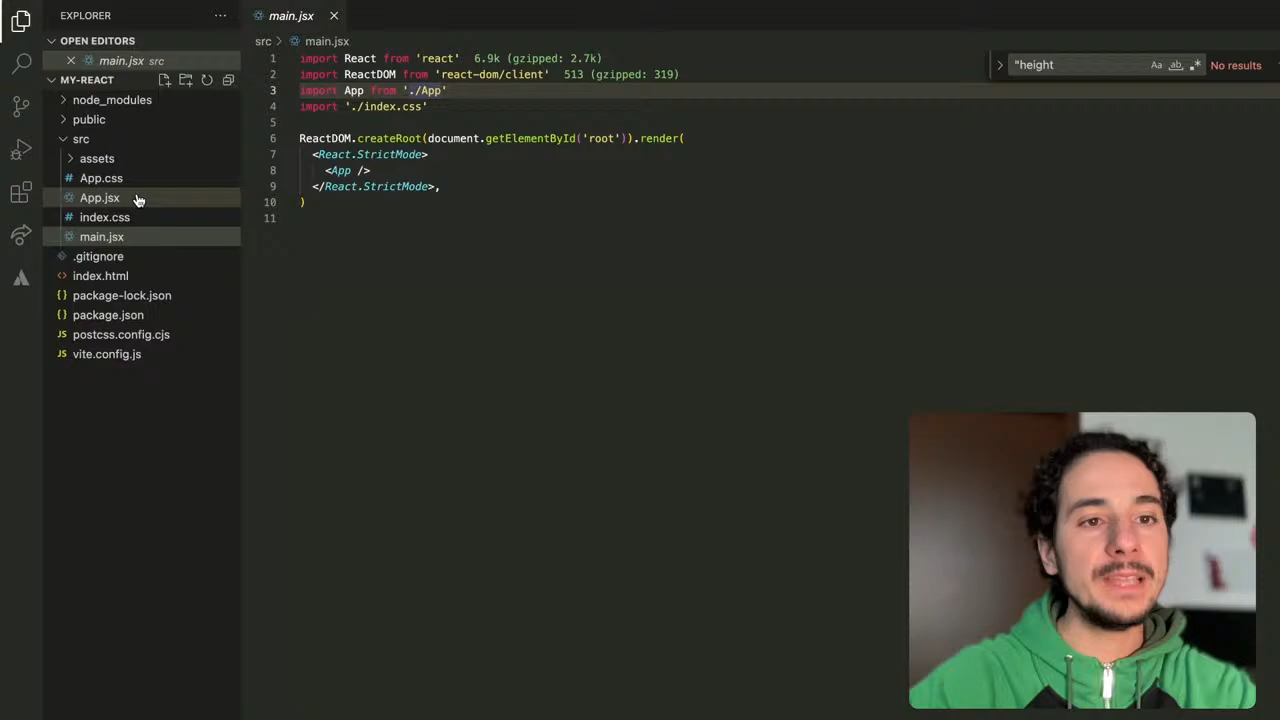 EXPLORER
OPEN EDITORS
main.jsx src
MY-REACT
node_modules
public
src
assets
# App.css
App.jsx
# index.css
main.jsx
.gitignore
<> index.html
{} package-lock.json
{} package.json
JS postcss.config.cjs
JS vite.config.js
main.jsx
src > main.jsx
1 import React from 'react' 6.9k (gzipped: 2.7k)
2 import ReactDOM from 'react-dom/client' 513 (gzipped: 319)
3 import App from './App'
4 import './index.css'
5
6 ReactDOM.createRoot(document.getElementById('root')).render(
7 <React.StrictMode>
8 <App />
9 </React.StrictMode>,
10 )
11
"height Aa ab .* No results